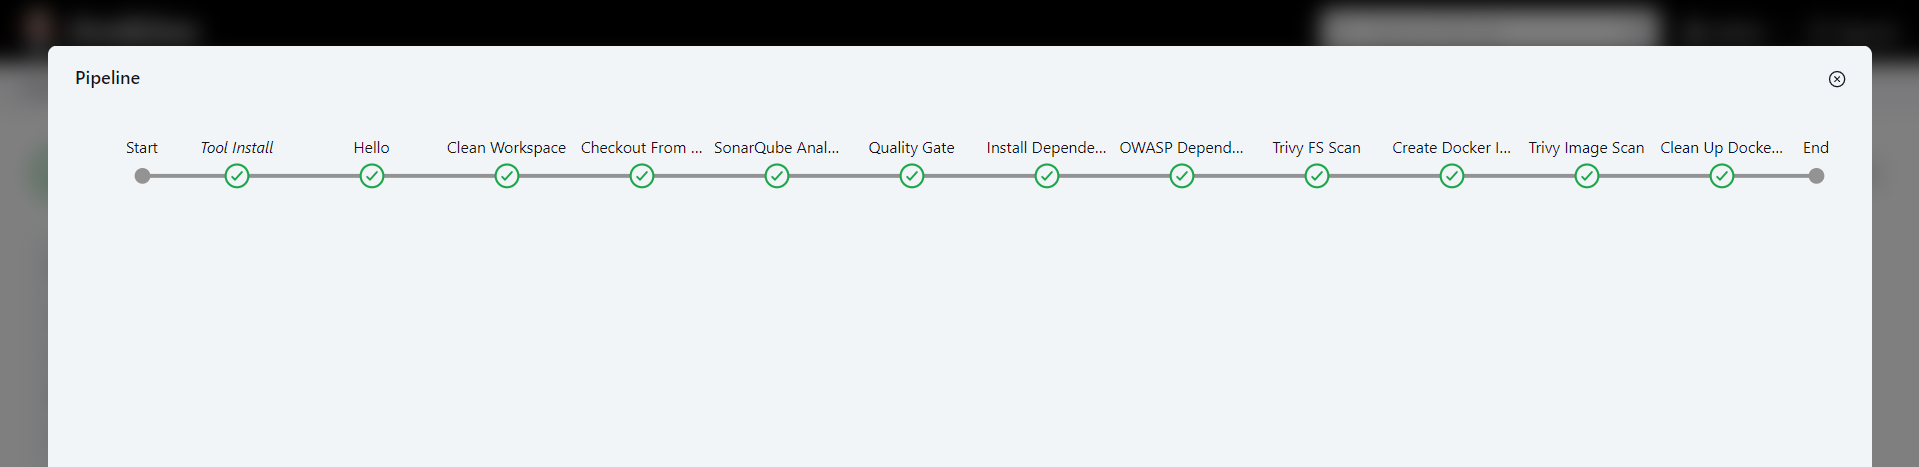 Pipeline
Start Tool Install Hello Clean Workspace Checkout From ... SonarQube Anal... Quality Gate Install Depende... OWASP Depend... Trivy FS Scan Create Docker I... Trivy Image Scan Clean Up Docke... End